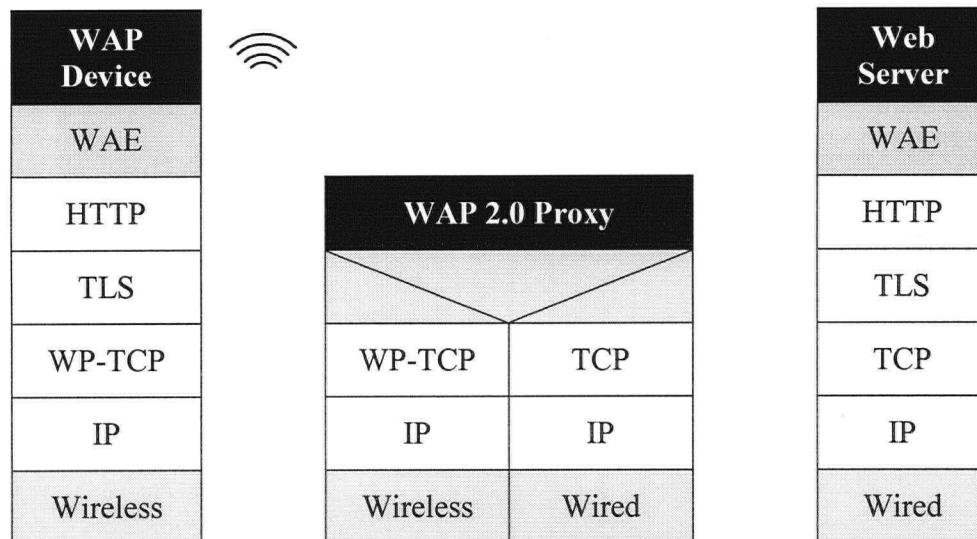 WAP
Device
WAE
HTTP
TLS
WP-TCP
IP
Wireless
WAP 2.0 Proxy
WP-TCP
TCP
IP
IP
Wireless
Wired
Web
Server
WAE
HTTP
TLS
TCP
IP
Wired